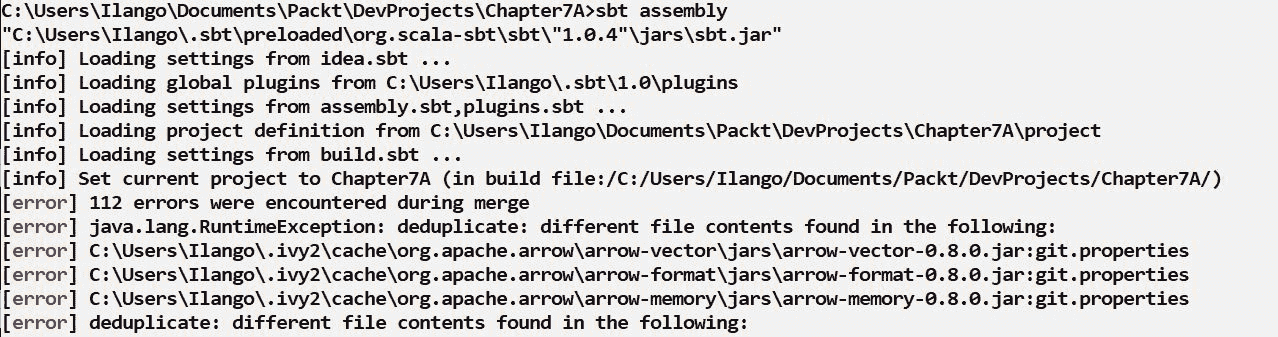 C:\Users\Ilango\Documents\Packt\DevProjects\Chapter7A>sbt assembly
"C:\Users\Ilango\.sbt\preloaded\org.scala-sbt\sbt\"1.0.4"\jars\sbt.jar"
[info] Loading settings from idea.sbt ...
[info] Loading global plugins from C:\Users\Ilango\.sbt\1.0\plugins
[info] Loading settings from assembly.sbt,plugins.sbt ...
[info] Loading project definition from C:\Users\Ilango\Documents\Packt\DevProjects\Chapter7A\project
[info] Loading settings from build.sbt ...
[info] Set current project to Chapter7A (in build file:/C:/Users/Ilango/Documents/Packt/DevProjects/Chapter7A/)
[error] 112 errors were encountered during merge
[error] java.lang.RuntimeException: deduplicate: different file contents found in the following:
[error] C:\Users\Ilango\.ivy2\cache\org.apache.arrow\arrow-vector\jars\arrow-vector-0.8.0.jar:git.properties
[error] C:\Users\Ilango\.ivy2\cache\org.apache.arrow\arrow-format\jars\arrow-format-0.8.0.jar:git.properties
[error] C:\Users\Ilango\.ivy2\cache\org.apache.arrow\arrow-memory\jars\arrow-memory-0.8.0.jar:git.properties
[error] deduplicate: different file contents found in the following: